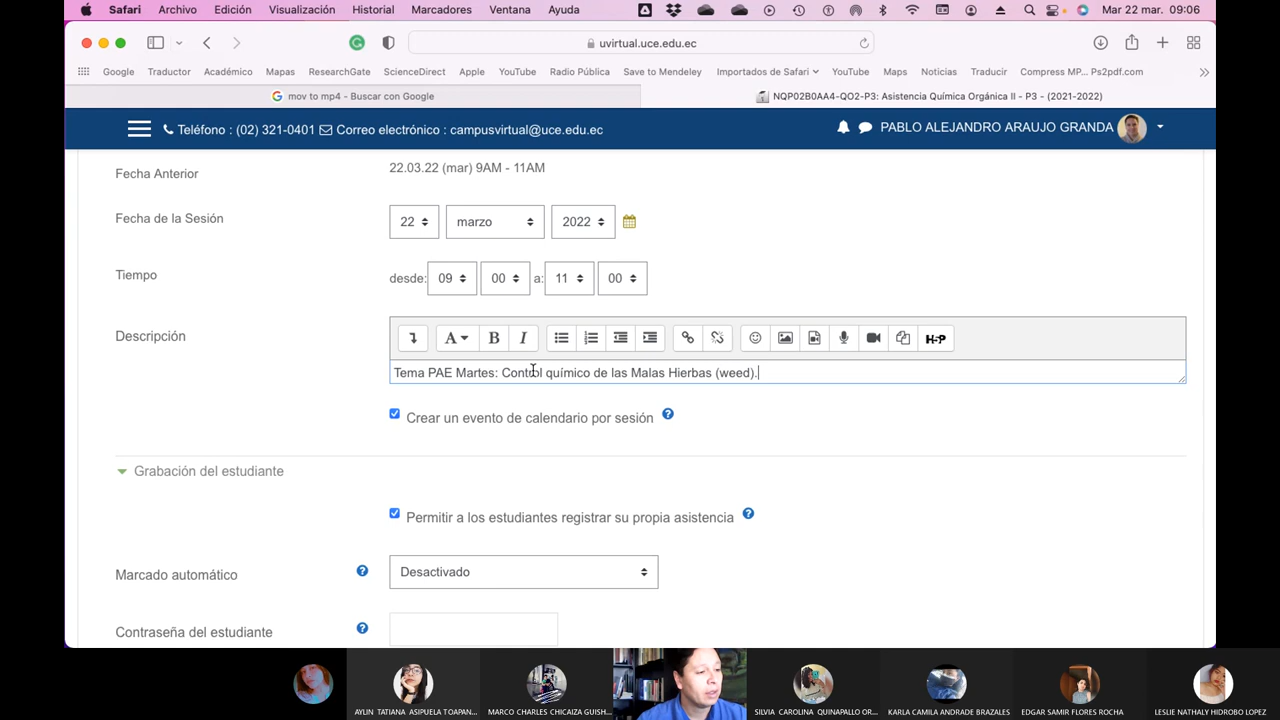 Safari Archivo Edición Visualización Historial Marcadores Ventana Ayuda Mar 22 mar. 09:06
uvirtual.uce.edu.ec
Google Traductor Académico Mapas ResearchGate ScienceDirect Apple YouTube Radio Pública Save to Mendeley Importados de Safari YouTube Maps Noticias Traducir Compress MP... Ps2pdf.com
mov to mp4 - Buscar con Google NQP02B0AA4-QO2-P3: Asistencia Química Orgánica II - P3 - (2021-2022)
Teléfono : (02) 321-0401 Correo electrónico : campusvirtual@uce.edu.ec PABLO ALEJANDRO ARAUJO GRANDA
Fecha Anterior 22.03.22 (mar) 9AM - 11AM
Fecha de la Sesión 22 marzo 2022
Tiempo desde: 09 00 a: 11 00
Descripción A B I H-P
Tema PAE Martes: Control químico de las Malas Hierbas (weed).
Crear un evento de calendario por sesión
Grabación del estudiante
Permitir a los estudiantes registrar su propia asistencia
Marcado automático Desactivado
Contraseña del estudiante
AYLIN TATIANA ASIPUELA TOAPAN... MARCO CHARLES CHICAIZA GUISH... SILVIA CAROLINA QUINAPALLO OR... KARLA CAMILA ANDRADE BRAZALES EDGAR SAMIR FLORES ROCHA LESLIE NATHALY HIDROBO LOPEZ